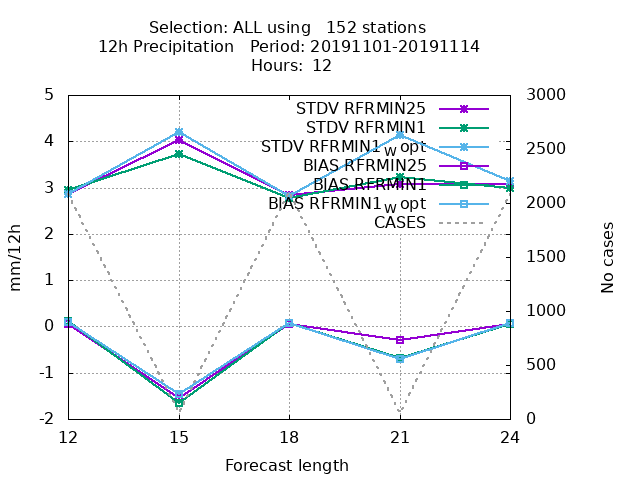 Selection: ALL using   152 stations
12h Precipitation   Period: 20191101-20191114
Hours:  12
5
4
3
2
1
0
-1
-2
mm/12h
STDV RFRMIN25
STDV RFRMIN1
STDV RFRMIN1_W opt
BIAS RFRMIN25
BIAS RFRMIN1
BIAS RFRMIN1_W opt
CASES
3000
2500
2000
1500
1000
500
0
No cases
12 15 18 21 24
Forecast length